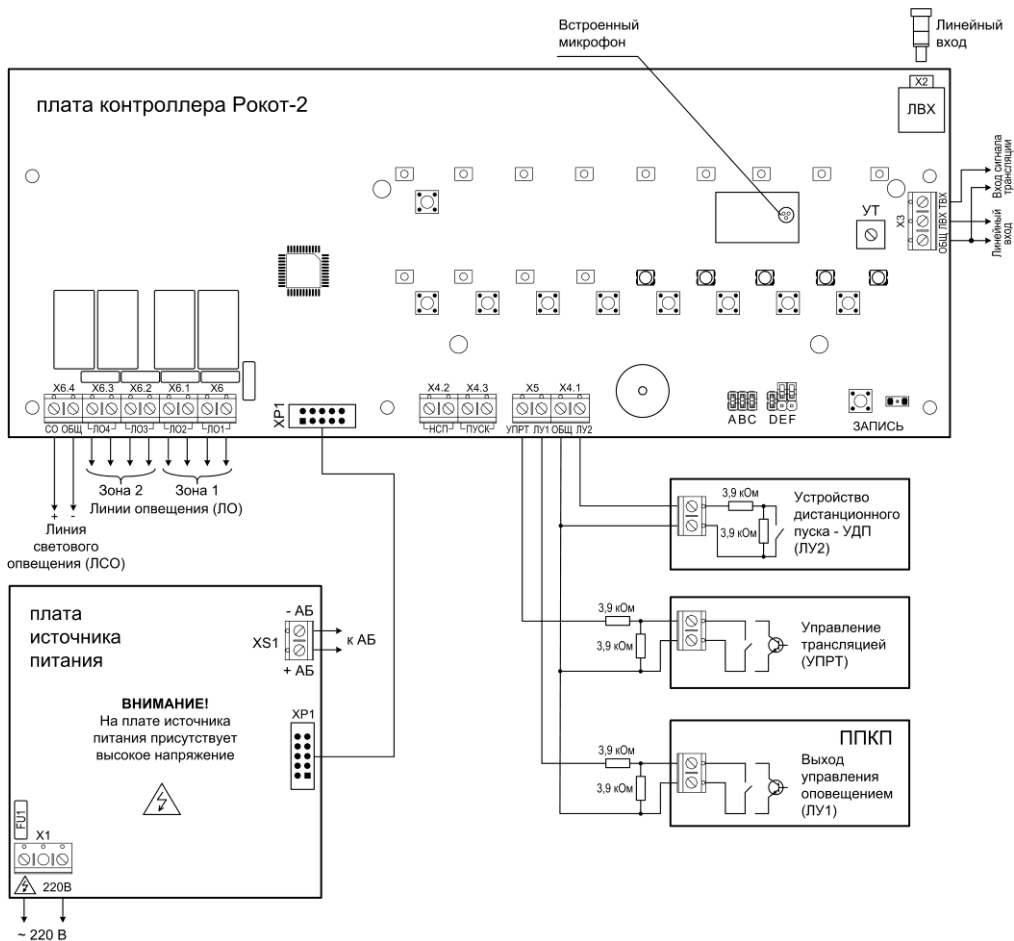 Встроенный
микрофон
Линейный
вход
плата контроллера Рокот-2
X2
ЛВХ
Вход сигнала
трансляции
Линейный
вход
УТ
X3
ОБЩ ЛВХ ТВХ
X6.4 X6.3 X6.2 X6.1 X6
СО ОБЩ ЛО4 ЛО3 ЛО2 ЛО1
XP1
X4.2 X4.3
НСП ПУСК
X5 X4.1
УПРТ ЛУ1 ОБЩ ЛУ2
A B C D E F
ЗАПИСЬ
Зона 2 Зона 1
Линии опвещения (ЛО)
+ -
Линия
светового
опвещения (ЛСО)
3,9 кОм
3,9 кОм
Устройство
дистанционного
пуска - УДП
(ЛУ2)
3,9 кОм
3,9 кОм
Управление
трансляцией
(УПРТ)
3,9 кОм
3,9 кОм
ППКП
Выход
управления
оповещением
(ЛУ1)
плата
источника
питания
- АБ
XS1
к АБ
+ АБ
ВНИМАНИЕ!
На плате источника
питания присутствует
высокое напряжение
XP1
FU1
X1
220В
~ 220 В